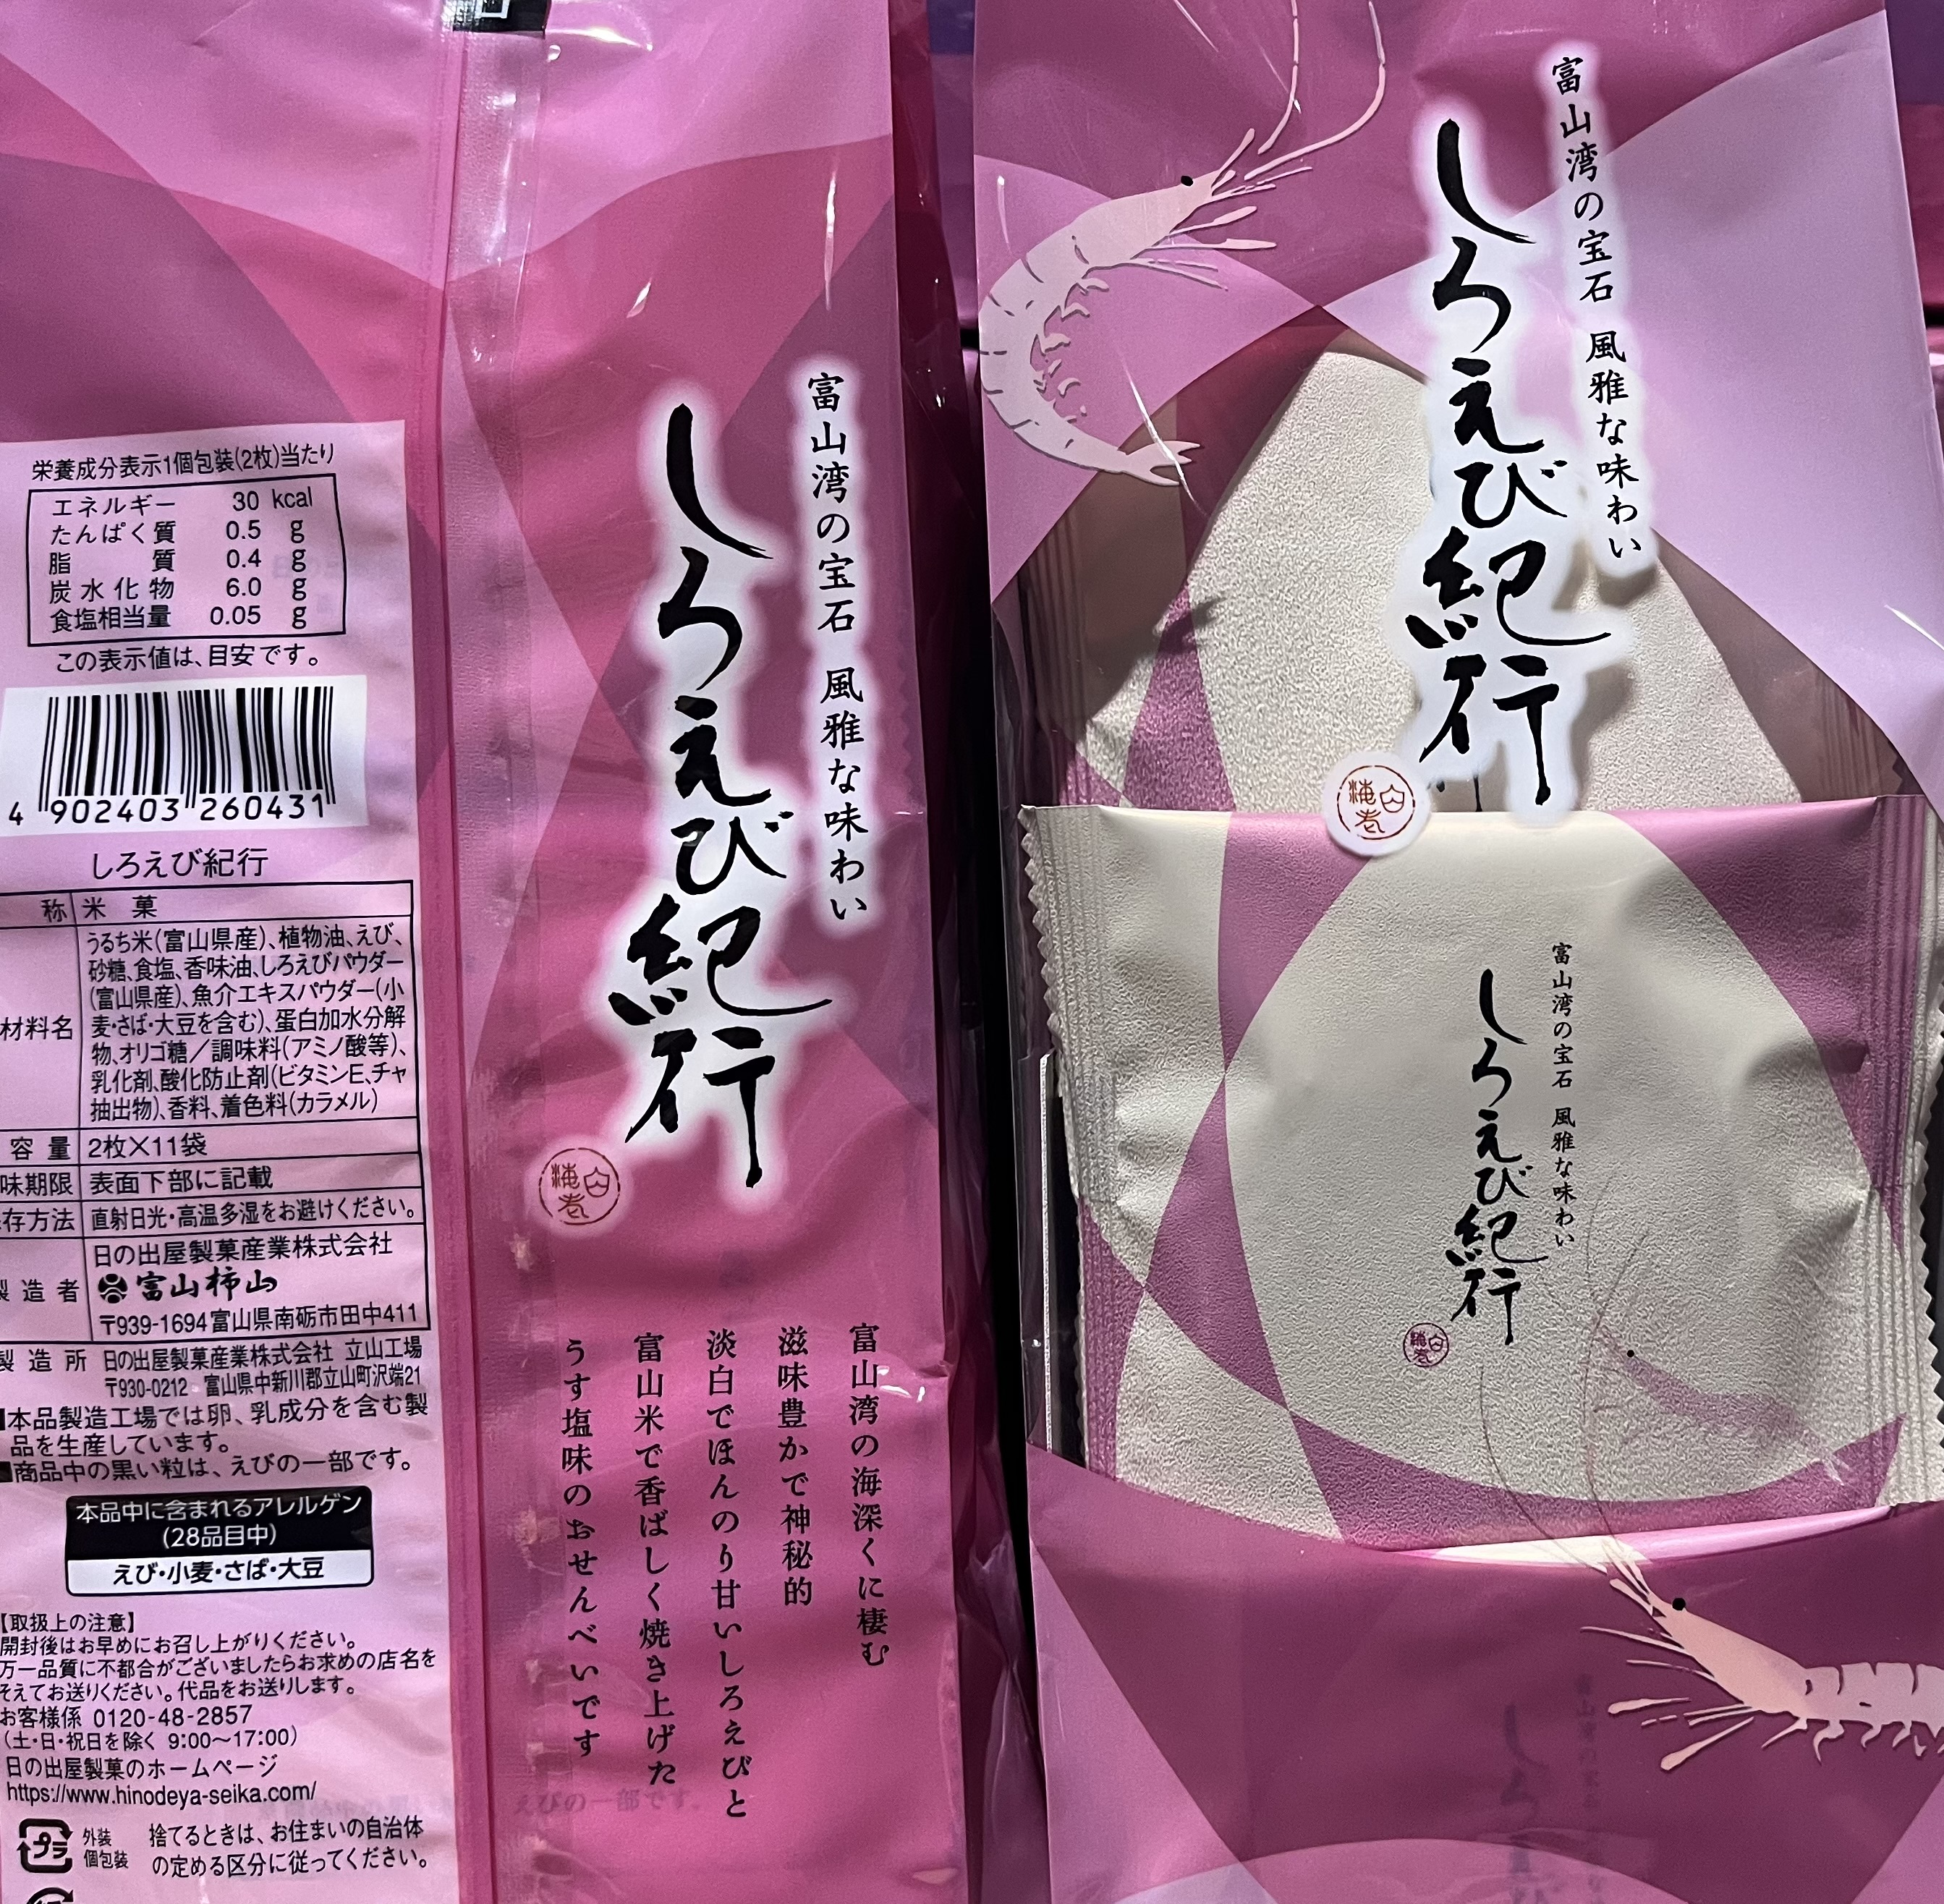 栄養成分表示1個包装(2枚)当たり
エネルギー 30 kcal
たんぱく質 0.5 g
脂質 0.4 g
炭水化物 6.0 g
食塩相当量 0.05 g
この表示値は、目安です。
4 902403 260431
しろえび紀行
称 米菓
材料名 うるち米(富山県産)、植物油、えび、
砂糖、食塩、香味油、しろえびパウダー
(富山県産)、魚介エキスパウダー(小
麦・さば・大豆を含む)、蛋白加水分解
物、オリゴ糖／調味料(アミノ酸等)、
乳化剤、酸化防止剤(ビタミンE、チャ
抽出物)、香料、着色料(カラメル)
容量 2枚×11袋
味期限 表面下部に記載
存方法 直射日光・高温多湿をお避けください。
製造者 日の出屋製菓産業株式会社
富山柿山
〒939-1694富山県南砺市田中411
製造所 日の出屋製菓産業株式会社 立山工場
〒930-0212 富山県中新川郡立山町沢端21
■本品製造工場では卵、乳成分を含む製
品を生産しています。
■商品中の黒い粒は、えびの一部です。
本品中に含まれるアレルゲン
(28品目中)
えび・小麦・さば・大豆
【取扱上の注意】
開封後はお早めにお召し上がりください。
万一品質に不都合がございましたらお求めの店名を
そえてお送りください。代品をお送りします。
お客様係 0120-48-2857
(土・日・祝日を除く 9:00〜17:00)
日の出屋製菓のホームページ
https://www.hinodeya-seika.com/
プラ
外装
個包装
捨てるときは、お住まいの自治体
の定める区分に従ってください。
富山湾の宝石 風雅な味わい
しろえび紀行
白海老
富山湾の海深くに棲む
滋味豊かで神秘的
淡白でほんのり甘いしろえびと
富山米で香ばしく焼き上げた
うす塩味のおせんべいです
えびの一部です。
富山湾の宝石 風雅な味わい
しろえび紀行
白海老
富山湾の宝石 風雅な味わい
しろえび紀行
白海老